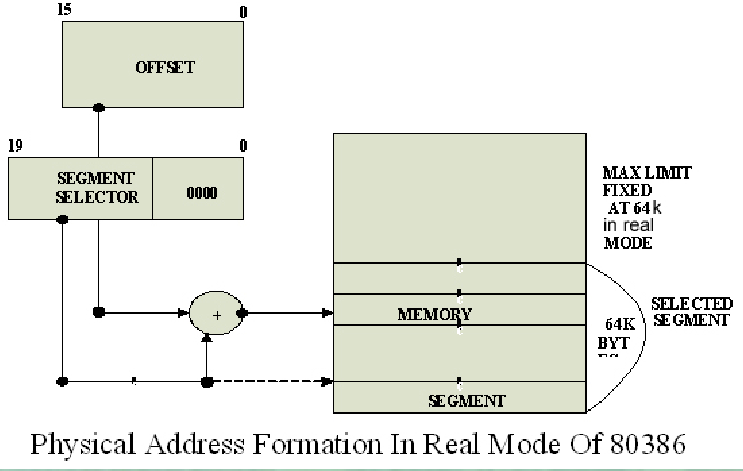 15
0
OFFSET
19
0
SEGMENT
SELECTOR
0000
+
MAX LIMIT
FIXED
AT 64k
in real
MODE
MEMORY
SELECTED
SEGMENT
64K
BYT
SEGMENT
Physical Address Formation In Real Mode Of 80386